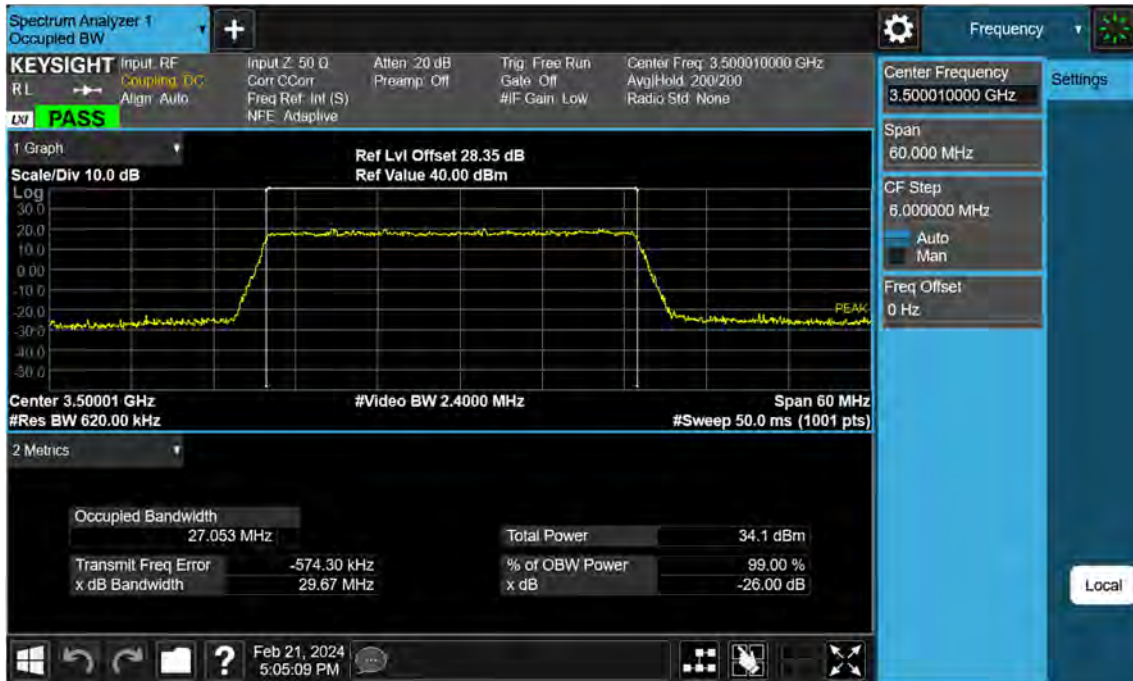 Spectrum Analyzer 1
Occupied BW
+
Frequency
KEYSIGHT
Input: RF
Input Z: 50 Ω
Atten: 20 dB
Trig: Free Run
Center Freq: 3.500010000 GHz
RL
Coupling: DC
Corr CCorr
Preamp: Off
Gate: Off
Avg|Hold: 200/200
Align: Auto
Freq Ref: Int (S)
#IF Gain: Low
Radio Std: None
NFE: Adaptive
LXI
PASS
1 Graph
Ref Lvl Offset 28.35 dB
Scale/Div 10.0 dB
Ref Value 40.00 dBm
Log
30.0
20.0
10.0
0.00
-10.0
-20.0
-30.0
-40.0
-50.0
PEAK
Center 3.50001 GHz
#Video BW 2.4000 MHz
Span 60 MHz
#Res BW 620.00 kHz
#Sweep 50.0 ms (1001 pts)
2 Metrics
Occupied Bandwidth
27.053 MHz
Total Power
34.1 dBm
Transmit Freq Error
-574.30 kHz
% of OBW Power
99.00 %
x dB Bandwidth
29.67 MHz
x dB
-26.00 dB
Feb 21, 2024
5:05:09 PM
?
Center Frequency
3.500010000 GHz
Settings
Span
60.000 MHz
CF Step
6.000000 MHz
Auto
Man
Freq Offset
0 Hz
Local